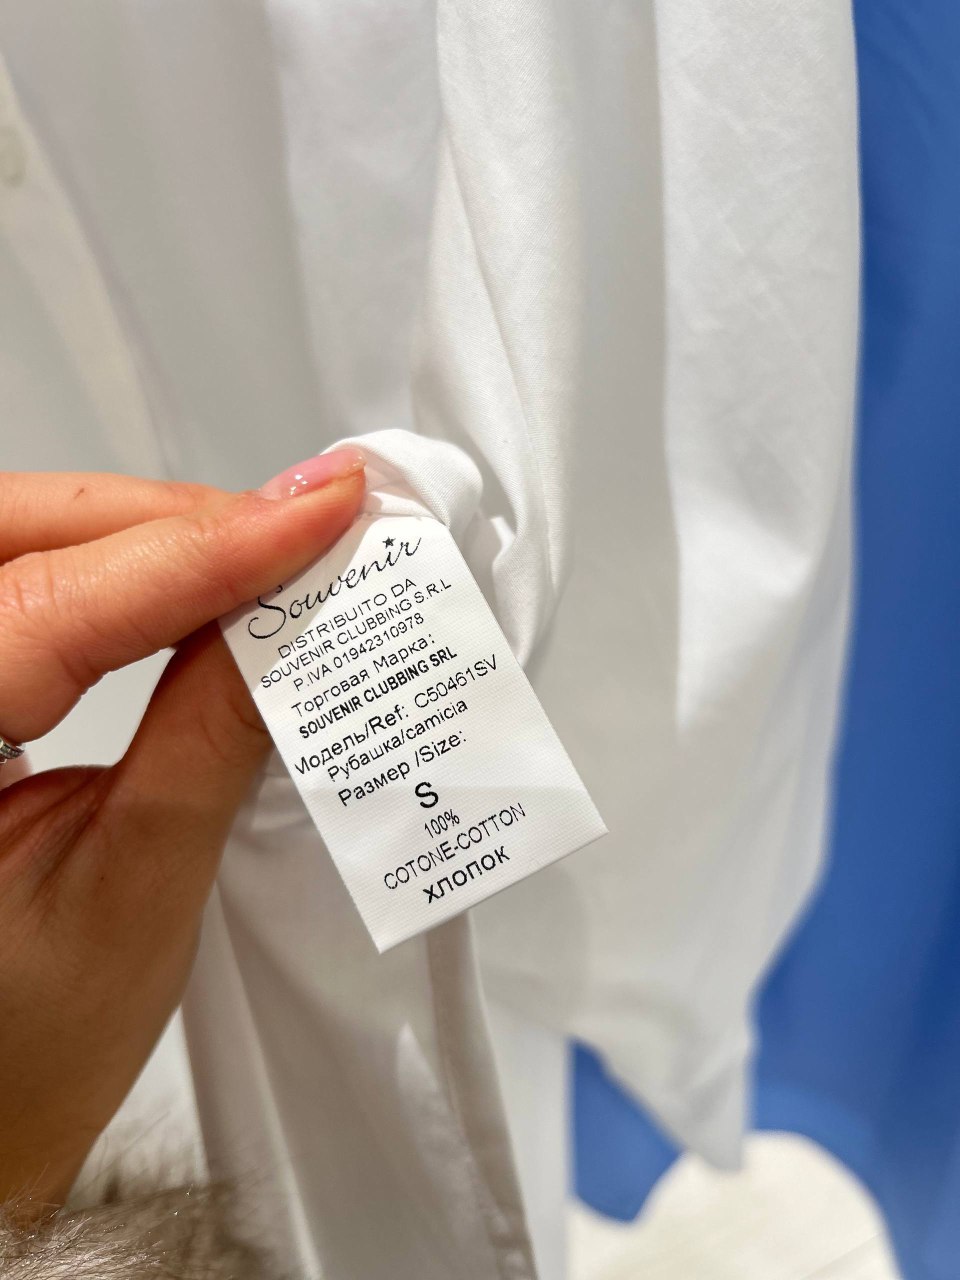 Souvenir
DISTRIBUITO DA
SOUVENIR CLUBBING S.R.L
P.IVA 01942310978
Торговая Марка:
SOUVENIR CLUBBING SRL
Модель/Ref: C50461SV
Рубашка/camicia
Размер /Size:
S
100%
COTONE-COTTON
ХЛОПОК